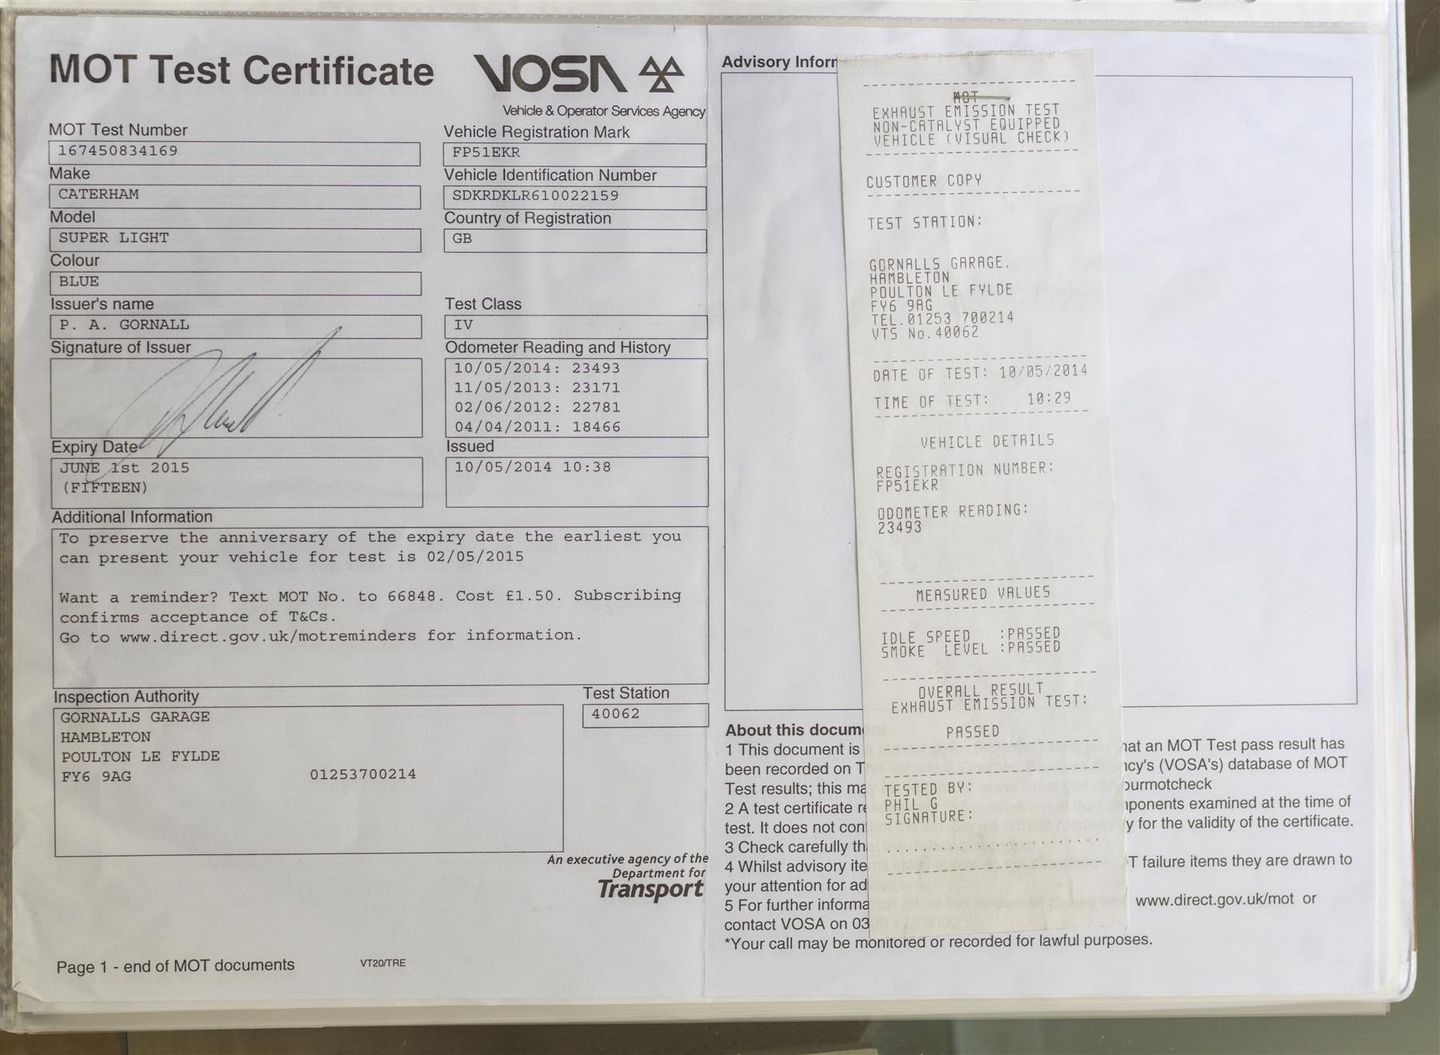 MOT Test Certificate
VOSA
Vehicle & Operator Services Agency
MOT Test Number
167450834169
Vehicle Registration Mark
FP51EKR
Make
CATERHAM
Vehicle Identification Number
SDKRDKLR610022159
Model
SUPER LIGHT
Country of Registration
GB
Colour
BLUE
Issuer's name
P. A. GORNALL
Test Class
IV
Signature of Issuer
Odometer Reading and History
10/05/2014: 23493
11/05/2013: 23171
02/06/2012: 22781
04/04/2011: 18466
Expiry Date
JUNE 1st 2015
(FIFTEEN)
Issued
10/05/2014 10:38
Additional Information
To preserve the anniversary of the expiry date the earliest you
can present your vehicle for test is 02/05/2015
Want a reminder? Text MOT No. to 66848. Cost £1.50. Subscribing
confirms acceptance of T&Cs.
Go to www.direct.gov.uk/motreminders for information.
Inspection Authority
GORNALLS GARAGE
HAMBLETON
POULTON LE FYLDE
FY6 9AG 01253700214
Test Station
40062
An executive agency of the
Department for
Transport
Page 1 - end of MOT documents
VT20/TRE
Advisory Infor
MOT
EXHAUST EMISSION TEST
NON-CATALYST EQUIPPED
VEHICLE (VISUAL CHECK)
CUSTOMER COPY
TEST STATION:
GORNALLS GARAGE.
HAMBLETON
POULTON LE FYLDE
FY6 9AG
TEL.01253 700214
VTS No.40062
DATE OF TEST: 10/05/2014
TIME OF TEST: 10:29
VEHICLE DETAILS
REGISTRATION NUMBER:
FP51EKR
ODOMETER READING:
23493
MEASURED VALUES
IDLE SPEED :PASSED
SMOKE LEVEL :PASSED
OVERALL RESULT
EXHAUST EMISSION TEST:
PASSED
TESTED BY:
PHIL G
SIGNATURE:
About this docum
1 This document is hat an MOT Test pass result has
been recorded on T ncy's (VOSA's) database of MOT
Test results; this ma ourmotcheck
2 A test certificate re mponents examined at the time of
test. It does not con y for the validity of the certificate.
3 Check carefully th
4 Whilst advisory ite T failure items they are drawn to
your attention for ad
5 For further informa www.direct.gov.uk/mot or
contact VOSA on 03
*Your call may be monitored or recorded for lawful purposes.